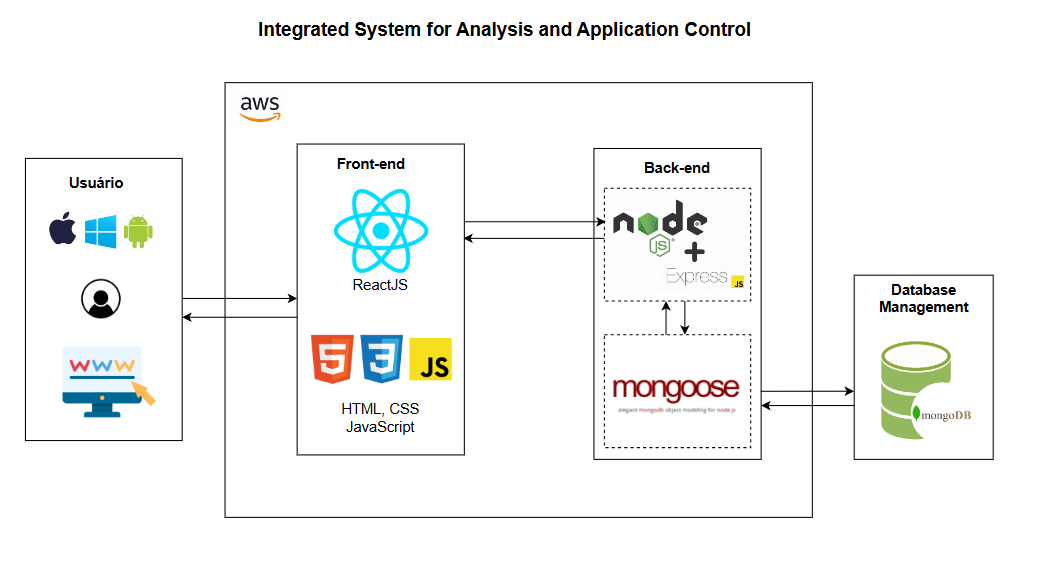 Integrated System for Analysis and Application Control
aws
Usuário
www
Front-end
ReactJS
5
3
JS
HTML, CSS
JavaScript
Back-end
node
JS
+
Express
JS
mongoose
elegant mongodb object modeling for node.js
Database
Management
mongoDB